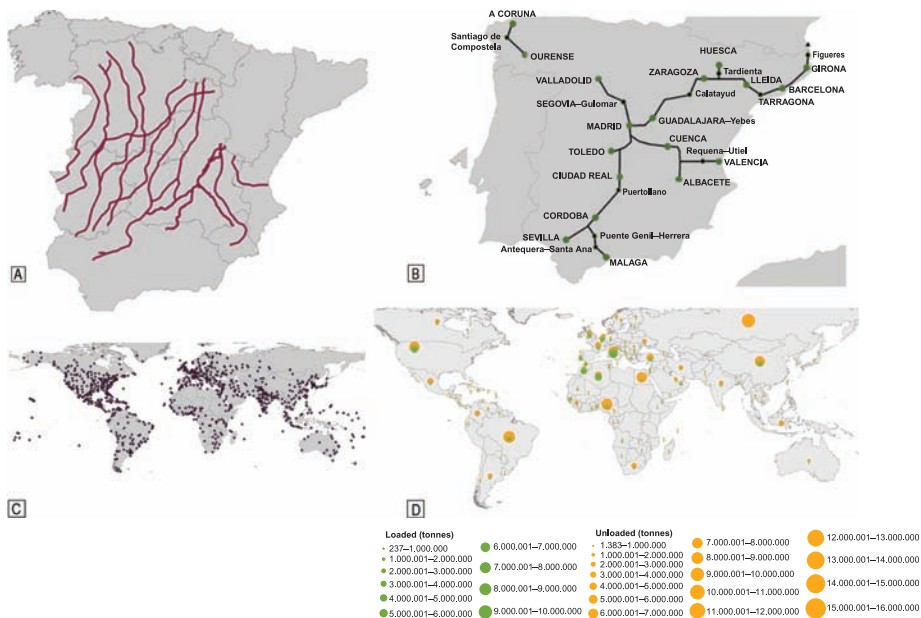 A CORUNA
Santiago de
Compostela
OURENSE
VALLADOLID
SEGOVIA–Guiomar
MADRID
TOLEDO
CIUDAD REAL
Puertollano
CORDOBA
SEVILLA
Puente Genil–Herrera
Antequera–Santa Ana
MALAGA
HUESCA
Tardienta
ZARAGOZA
LLEIDA
Calatayud
TARRAGONA
Figueres
GIRONA
BARCELONA
GUADALAJARA–Yebes
CUENCA
Requena–Utiel
VALENCIA
ALBACETE
A
B
C
D
Loaded (tonnes)
237–1.000.000
1.000.001–2.000.000
2.000.001–3.000.000
3.000.001–4.000.000
4.000.001–5.000.000
5.000.001–6.000.000
6.000.001–7.000.000
7.000.001–8.000.000
8.000.001–9.000.000
9.000.001–10.000.000
Unloaded (tonnes)
1.383–1.000.000
1.000.001–2.000.000
2.000.001–3.000.000
3.000.001–4.000.000
4.000.001–5.000.000
5.000.001–6.000.000
6.000.001–7.000.000
7.000.001–8.000.000
8.000.001–9.000.000
9.000.001–10.000.000
10.000.001–11.000.000
11.000.001–12.000.000
12.000.001–13.000.000
13.000.001–14.000.000
14.000.001–15.000.000
15.000.001–16.000.000